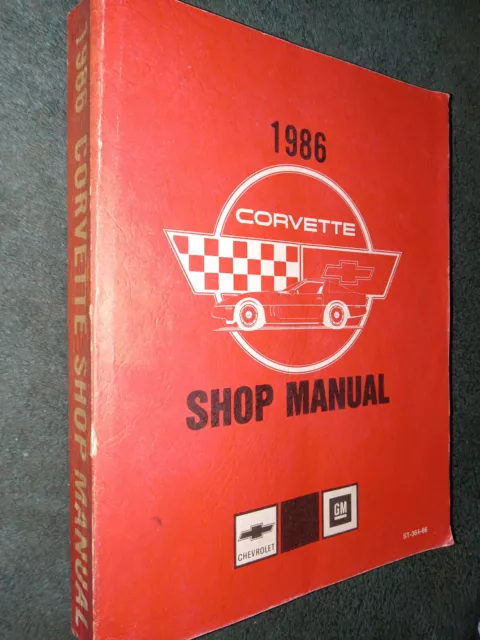 1986 CORVETTE SHOP MANUAL
1986
CORVETTE
SHOP MANUAL
CHEVROLET
GM
ST-364-86